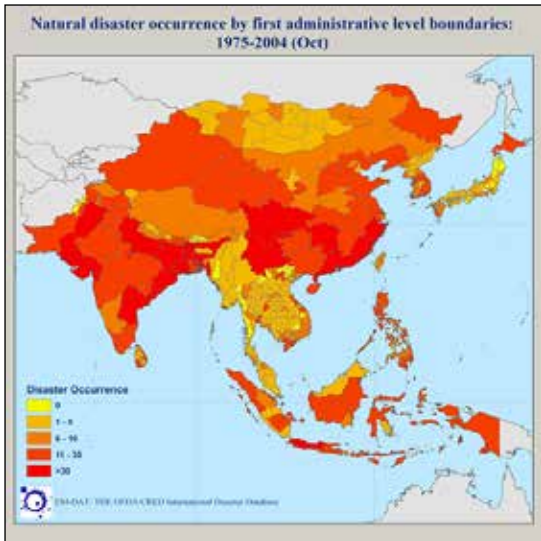 Natural disaster occurrence by first administrative level boundaries:
1975-2004 (Oct)
Disaster Occurrence
0
1 - 5
6 - 10
11 - 30
>30
EM-DAT: THE OFDA/CRED International Disaster Database